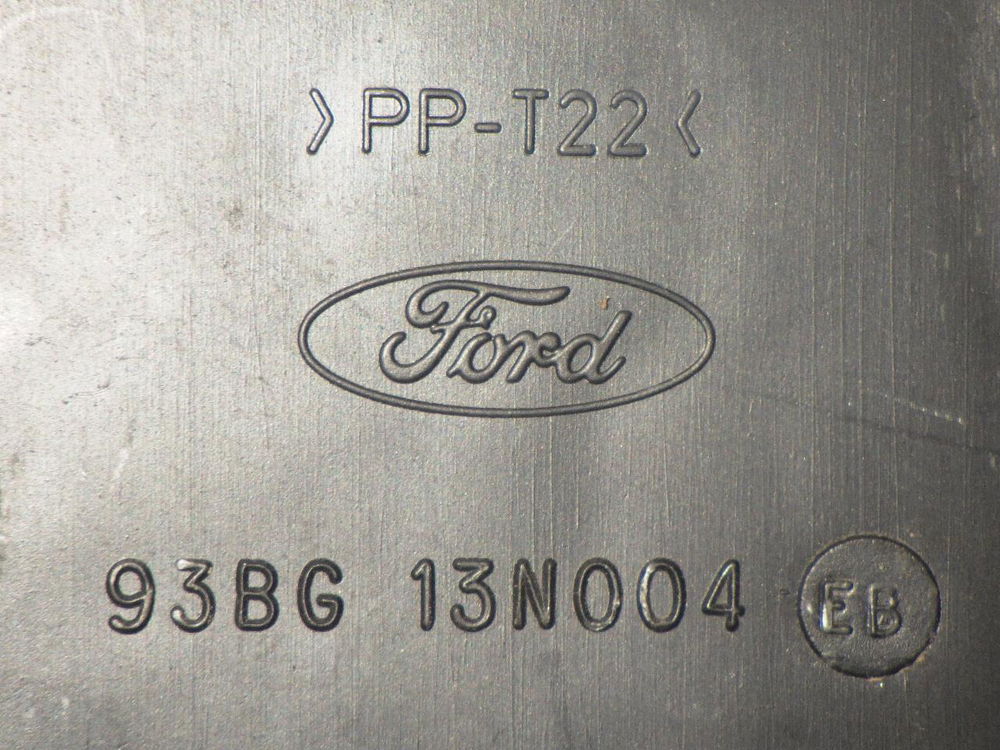 >PP-T22<
Ford
93BG 13N004 EB